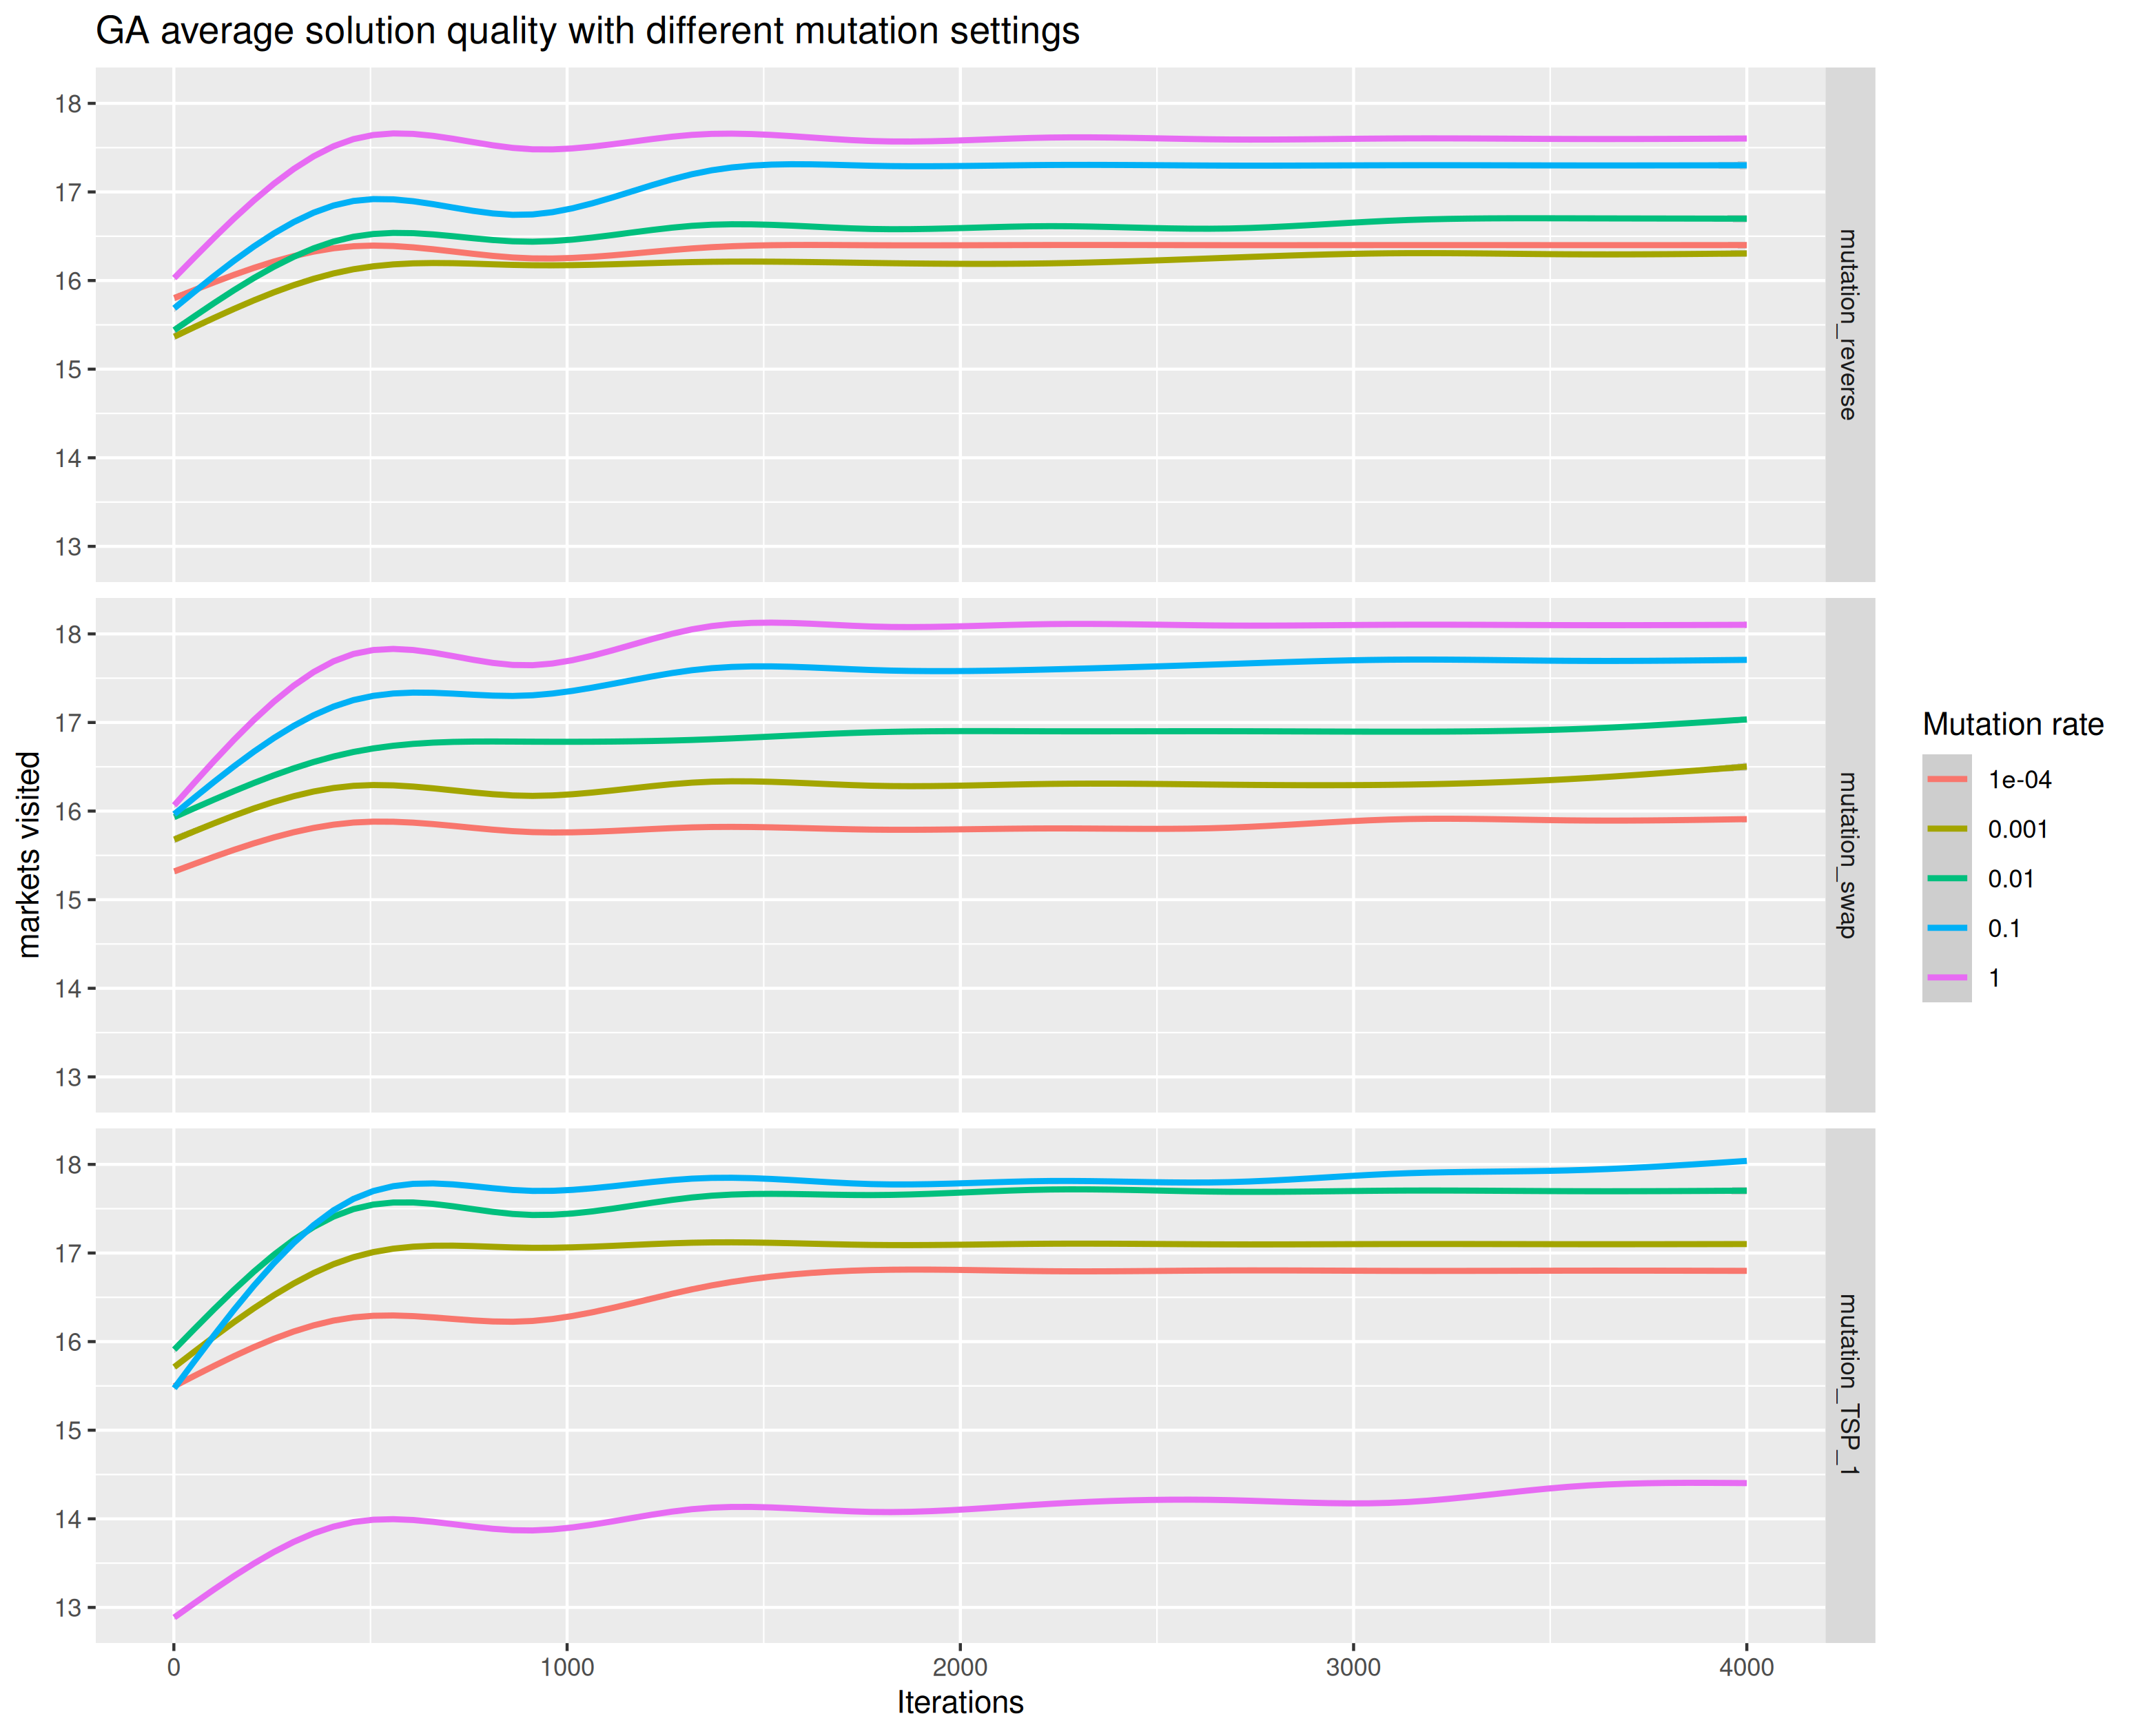 GA average solution quality with different mutation settings
18
17
16
15
14
13
mutation_reverse
18
17
16
15
14
13
mutation_swap
18
17
16
15
14
13
mutation_TSP_1
markets visited
0 1000 2000 3000 4000
Iterations
Mutation rate
1e-04
0.001
0.01
0.1
1